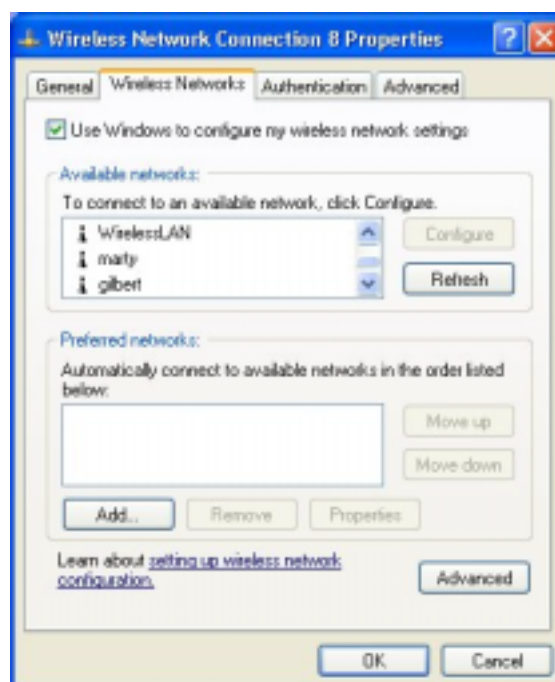 Wireless Network Connection 8 Properties
General Wireless Networks Authentication Advanced
Use Windows to configure my wireless network settings
Available networks:
To connect to an available network, click Configure.
WirelessLAN
Configure
marty
gilbert
Refresh
Preferred networks:
Automatically connect to available networks in the order listed
below:
Move up
Move down
Add... Remove Properties
Learn about setting up wireless network
configuration.
Advanced
OK Cancel